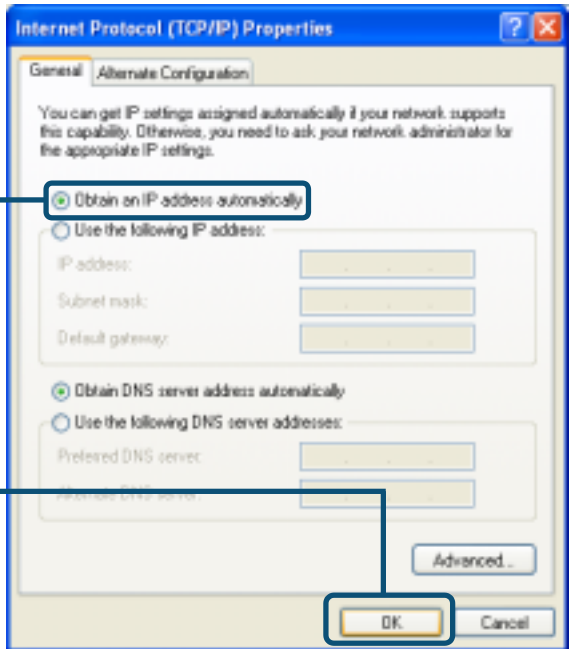 Internet Protocol (TCP/IP) Properties
General
Alternate Configuration
You can get IP settings assigned automatically if your network supports
this capability. Otherwise, you need to ask your network administrator for
the appropriate IP settings.
Obtain an IP address automatically
Use the following IP address:
IP address:
Subnet mask:
Default gateway:
Obtain DNS server address automatically
Use the following DNS server addresses:
Preferred DNS server:
Alternate DNS server:
Advanced...
OK
Cancel